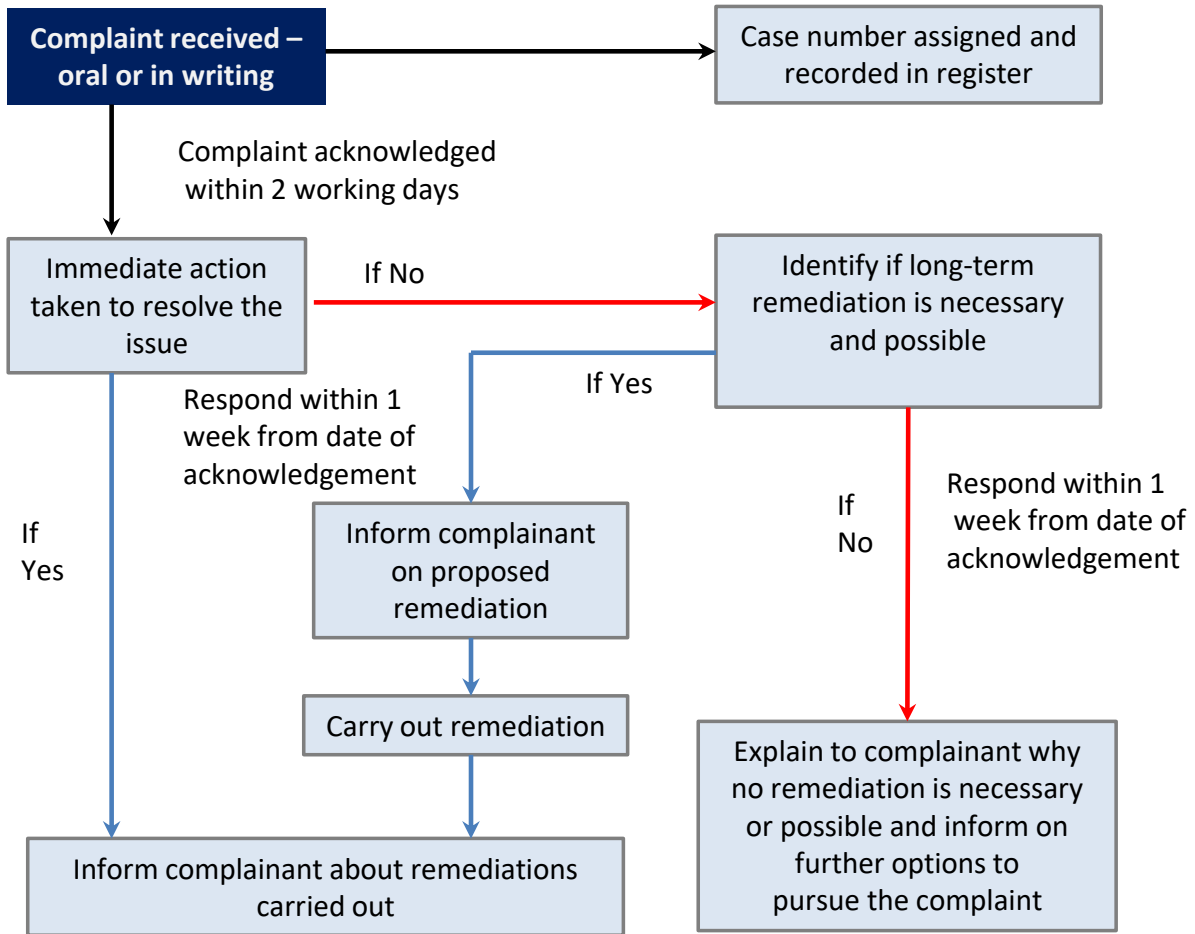 Complaint received –
oral or in writing
Case number assigned and
recorded in register
Complaint acknowledged
within 2 working days
Immediate action
taken to resolve the
issue
If No
Identify if long-term
remediation is necessary
and possible
If Yes
Respond within 1
week from date of
acknowledgement
If
Yes
Inform complainant
on proposed
remediation
If
No
Respond within 1
week from date of
acknowledgement
Carry out remediation
Explain to complainant why
no remediation is necessary
or possible and inform on
further options to
pursue the complaint
Inform complainant about remediations
carried out